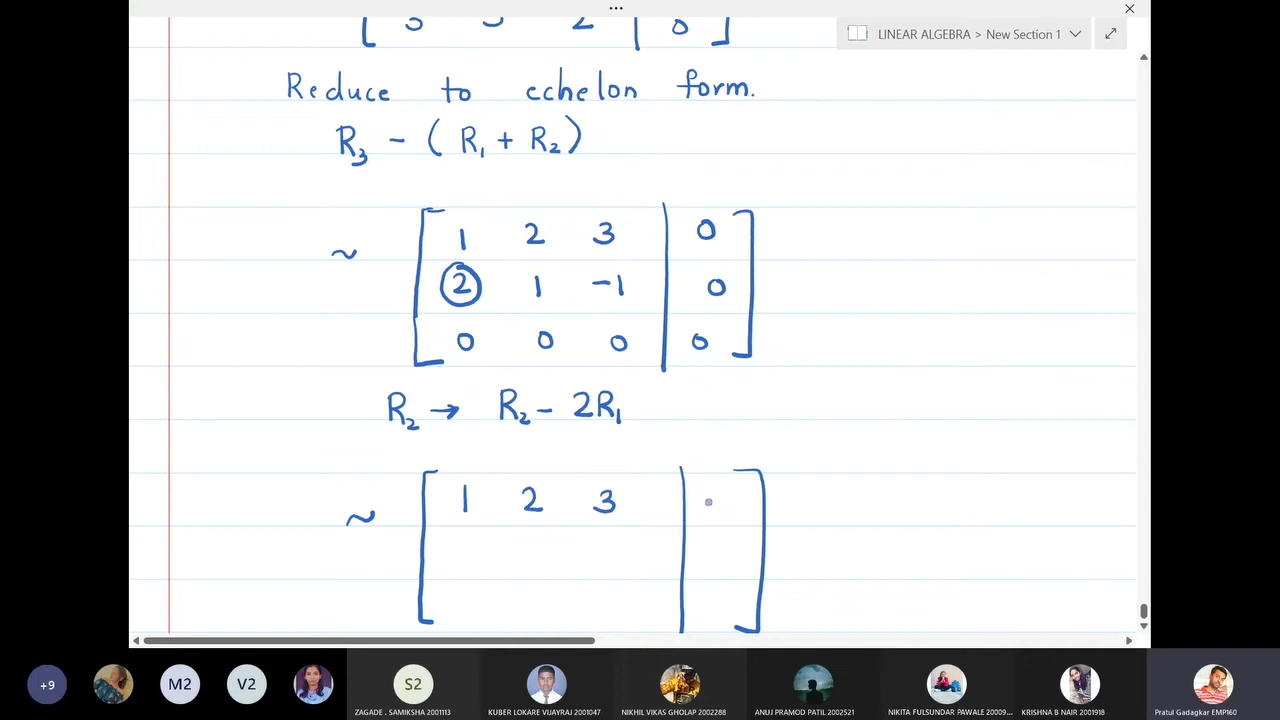 LINEAR ALGEBRA > New Section 1
2 | 0
Reduce to echelon form.
R₃ - ( R₁ + R₂ )
~ [ 1 2 3 | 0 ]
[ 2 1 -1 | 0 ]
[ 0 0 0 | 0 ]
R₂ → R₂ - 2R₁
~ [ 1 2 3 | ]
+9 M2 V2 S2
ZAGADE . SAMIKSHA 2001113
KUBER LOKARE VIJAYRAJ 2001047
NIKHIL VIKAS GHOLAP 2002288
ANUJ PRAMOD PATIL 2002521
NIKITA FULSUNDAR PAWALE 20009...
KRISHNA B NAIR 2001918
Pratul Gadagkar EMP160